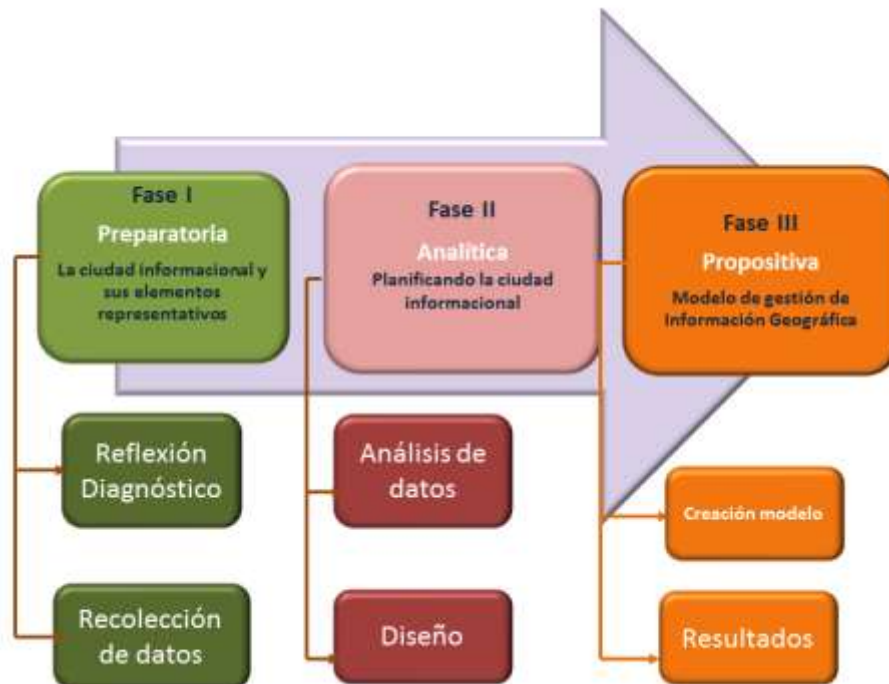 Fase I
Preparatoria
La ciudad informacional y
sus elementos
representativos
Fase II
Analítica
Planificando la ciudad
informacional
Fase III
Propositiva
Modelo de gestión de
Información Geográfica
Reflexión
Diagnóstico
Recolección
de datos
Análisis de
datos
Diseño
Creación modelo
Resultados